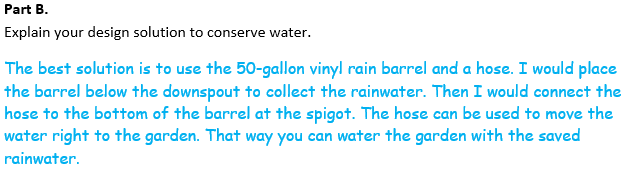 Part B.
Explain your design solution to conserve water.
The best solution is to use the 50-gallon vinyl rain barrel and a hose. I would place
the barrel below the downspout to collect the rainwater. Then I would connect the
hose to the bottom of the barrel at the spigot. The hose can be used to move the
water right to the garden. That way you can water the garden with the saved
rainwater.